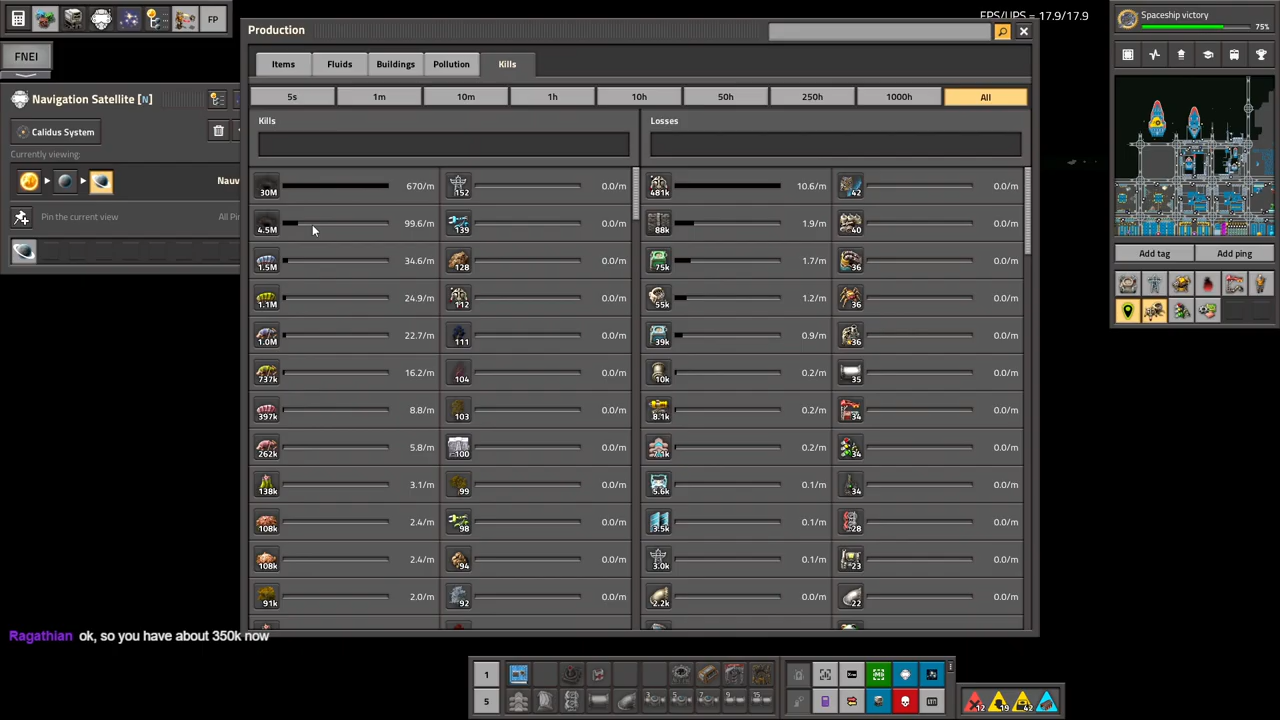 FP
FNEI
Navigation Satellite [N]
Calidus System
Currently viewing:
Nauv
Pin the current view
All Pin
Production
EPS/UPS = 17.9/17.9
Items
Fluids
Buildings
Pollution
Kills
5s
1m
10m
1h
10h
50h
250h
1000h
All
Kills
Losses
30M 670/m 152 0.0/m 481k 10.6/m 42 0.0/m
4.5M 99.6/m 139 0.0/m 88k 1.9/m 40 0.0/m
1.5M 34.6/m 128 0.0/m 75k 1.7/m 36 0.0/m
1.1M 24.9/m 112 0.0/m 55k 1.2/m 36 0.0/m
1.0M 22.7/m 111 0.0/m 39k 0.9/m 36 0.0/m
737k 16.2/m 104 0.0/m 10k 0.2/m 35 0.0/m
397k 8.8/m 103 0.0/m 8.1k 0.2/m 34 0.0/m
262k 5.8/m 100 0.0/m 0.2/m 34 0.0/m
138k 3.1/m 99 0.0/m 5.6k 0.1/m 34 0.0/m
108k 2.4/m 98 0.0/m 3.5k 0.1/m 28 0.0/m
108k 2.4/m 94 0.0/m 3.0k 0.1/m 23 0.0/m
91k 2.0/m 92 0.0/m 2.2k 0.0/m 22 0.0/m
Spaceship victory
75%
Add tag
Add ping
Ragathian ok, so you have about 350k now
1
5
12
19
42